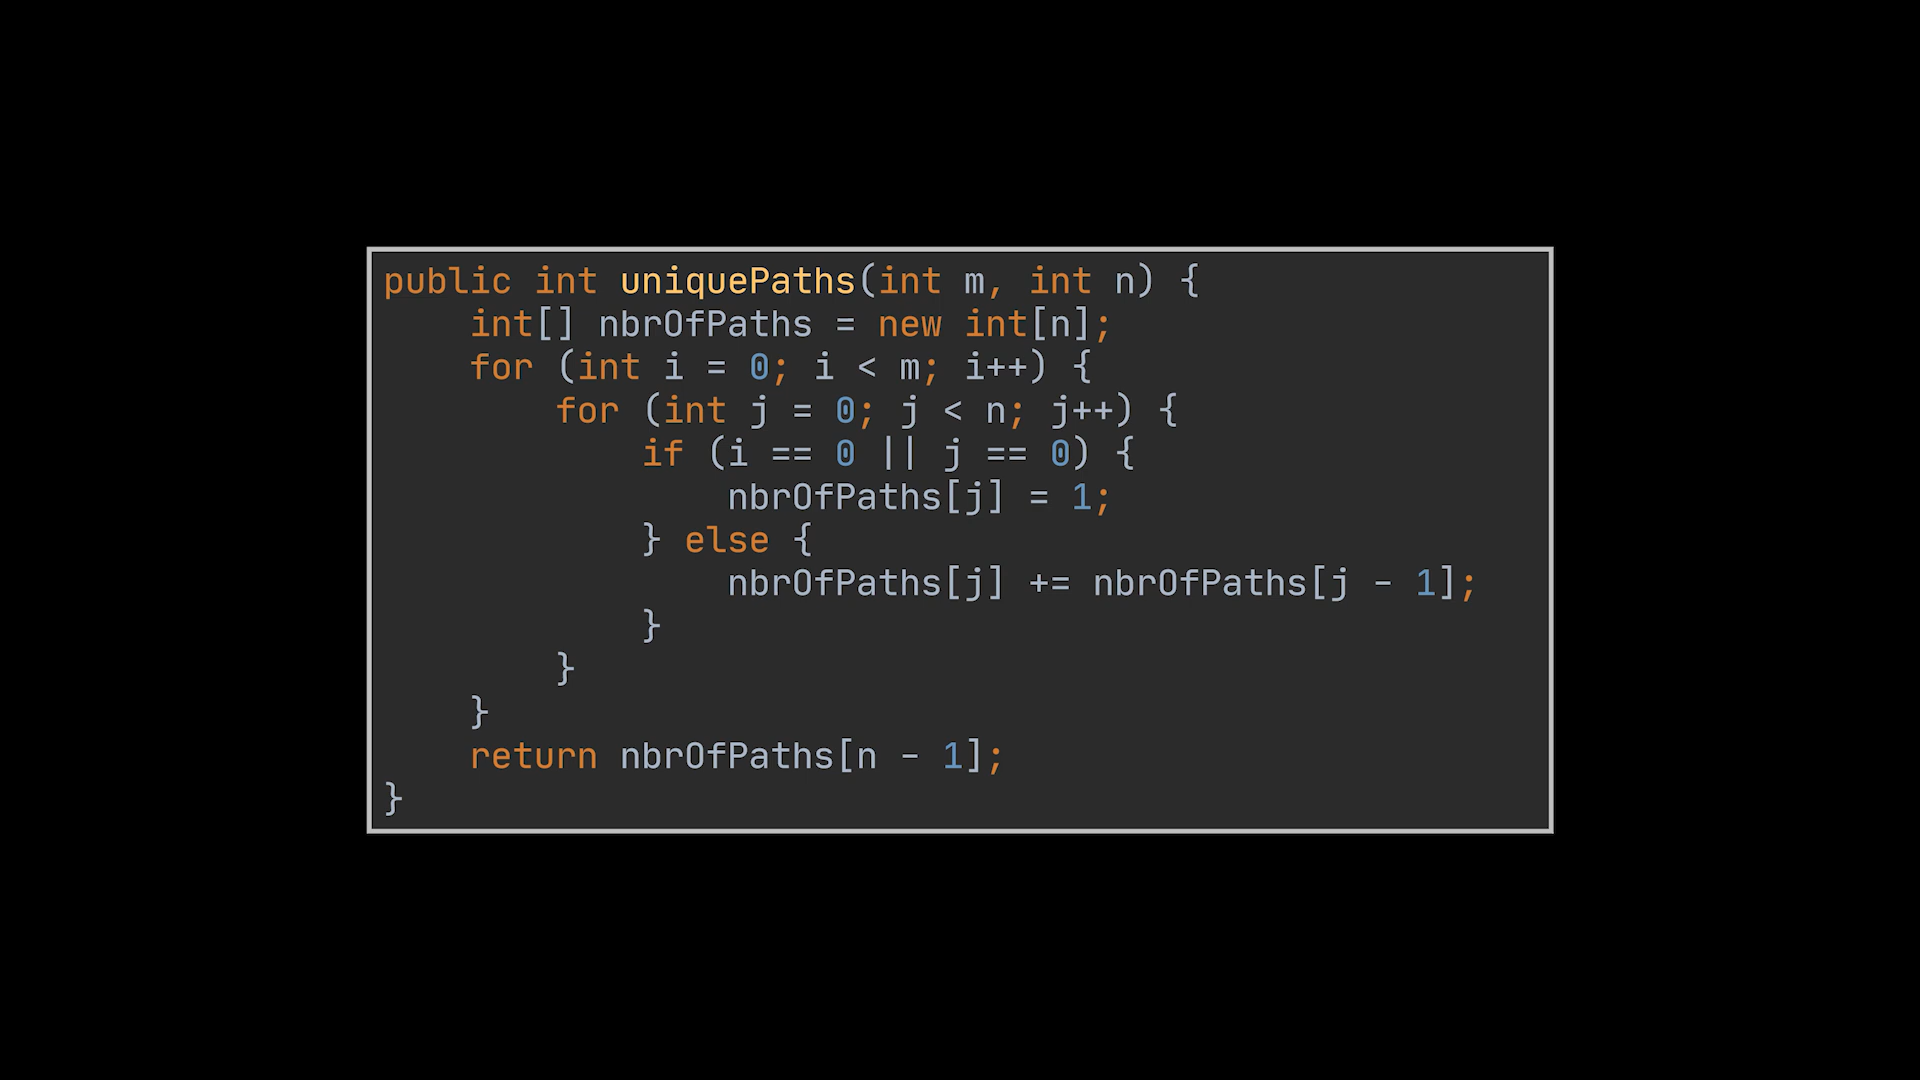 public int uniquePaths(int m, int n) {
    int[] nbrOfPaths = new int[n];
    for (int i = 0; i < m; i++) {
        for (int j = 0; j < n; j++) {
            if (i == 0 || j == 0) {
                nbrOfPaths[j] = 1;
            } else {
                nbrOfPaths[j] += nbrOfPaths[j - 1];
            }
        }
    }
    return nbrOfPaths[n - 1];
}